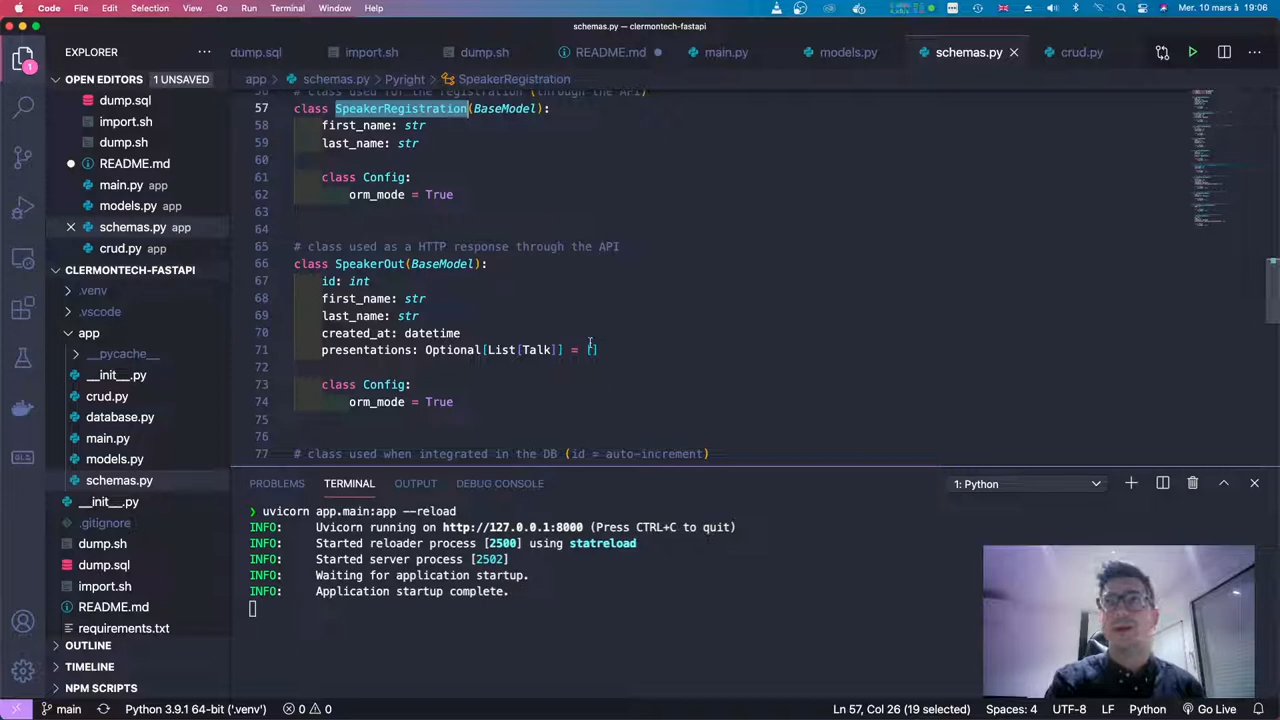 Code File Edit Selection View Go Run Terminal Window Help Mer. 10 mars à 19:06
schemas.py — clermontech-fastapi
EXPLORER ...
dump.sql import.sh dump.sh README.md main.py models.py schemas.py crud.py
OPEN EDITORS 1 UNSAVED
dump.sql
import.sh
dump.sh
README.md
main.py app
models.py app
schemas.py app
crud.py app
CLERMONTECH-FASTAPI
.venv
.vscode
app
__pycache__
__init__.py
crud.py
database.py
main.py
models.py
schemas.py
__init__.py
.gitignore
dump.sh
dump.sql
import.sh
README.md
requirements.txt
OUTLINE
TIMELINE
NPM SCRIPTS
app > schemas.py > Pyright > SpeakerRegistration
56 # class used for the registration (through the API)
57 class SpeakerRegistration(BaseModel):
58 first_name: str
59 last_name: str
60
61 class Config:
62 orm_mode = True
63
64
65 # class used as a HTTP response through the API
66 class SpeakerOut(BaseModel):
67 id: int
68 first_name: str
69 last_name: str
70 created_at: datetime
71 presentations: Optional[List[Talk]] = []
72
73 class Config:
74 orm_mode = True
75
76
77 # class used when integrated in the DB (id = auto-increment)
PROBLEMS TERMINAL OUTPUT DEBUG CONSOLE 1: Python
❯ uvicorn app.main:app --reload
INFO: Uvicorn running on http://127.0.0.1:8000 (Press CTRL+C to quit)
INFO: Started reloader process [2500] using statreload
INFO: Started server process [2502]
INFO: Waiting for application startup.
INFO: Application startup complete.
main Python 3.9.1 64-bit ('.venv') 0 0 Ln 57, Col 26 (19 selected) Spaces: 4 UTF-8 LF Python Go Live